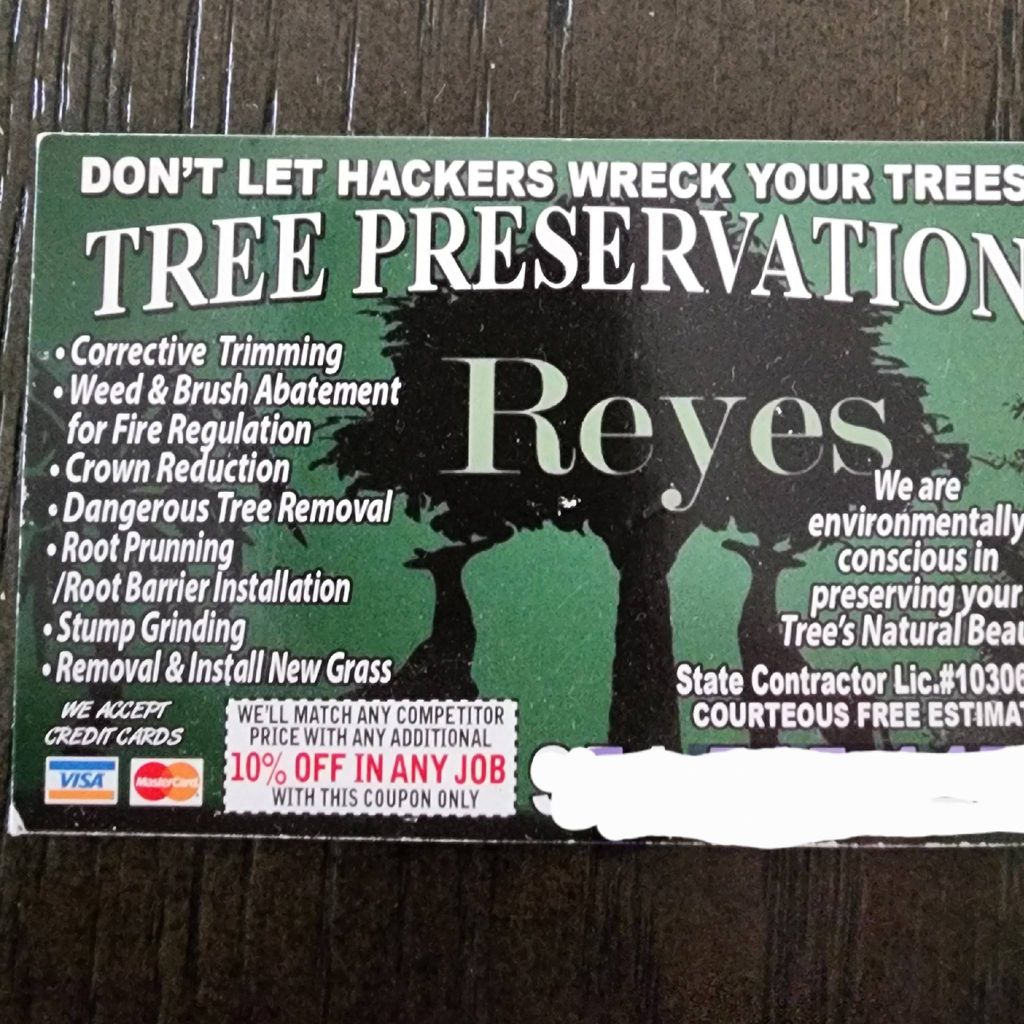 DON'T LET HACKERS WRECK YOUR TREES
TREE PRESERVATION
Reyes
• Corrective Trimming
• Weed & Brush Abatement
for Fire Regulation
• Crown Reduction
• Dangerous Tree Removal
• Root Prunning
/Root Barrier Installation
• Stump Grinding
• Removal & Install New Grass
We are
environmentally
conscious in
preserving your
Tree's Natural
State Contractor Lic.#10306
COURTEOUS FREE
WE ACCEPT
CREDIT CARDS
VISA
MasterCard
WE'LL MATCH ANY COMPETITOR
PRICE WITH ANY ADDITIONAL
10% OFF IN ANY JOB
WITH THIS COUPON ONLY